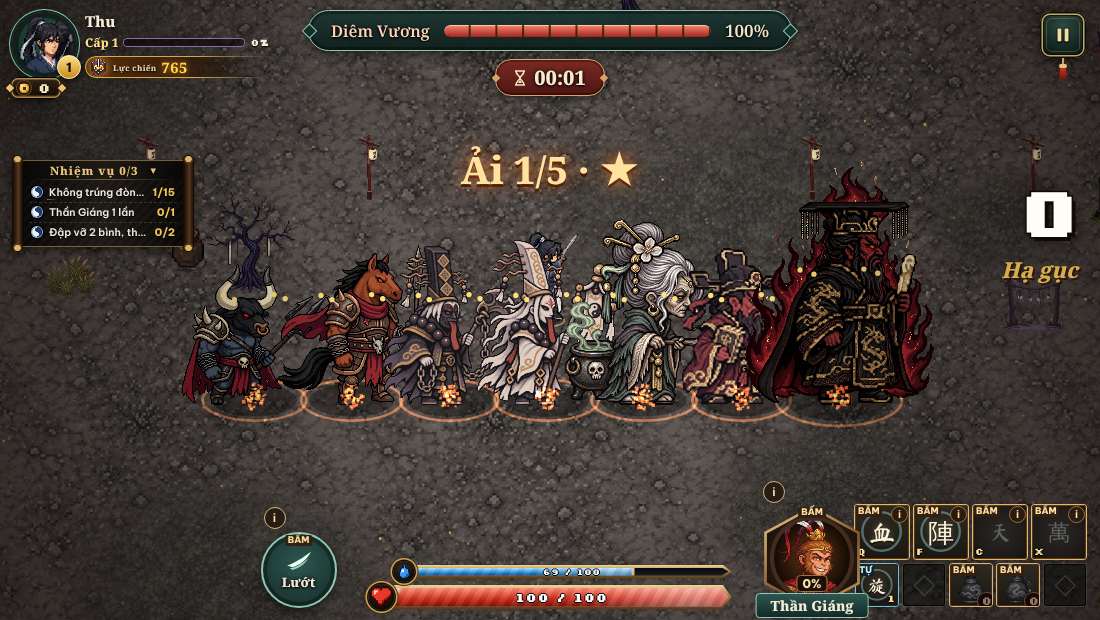 Thu
Cấp 1
0%
1
Lực chiến 765
0
Diêm Vương 100%
00:01
Ải 1/5 · ★
Nhiệm vụ 0/3 ▼
Không trúng đòn... 1/15
Thần Giáng 1 lần 0/1
Đập vỡ 2 bình, th... 0/2
0
Hạ gục
i
BẤM
Lướt
69 / 100
100 / 100
i
BẤM
0%
Thần Giáng
BẤM i
血
Q
BẤM i
陣
F
BẤM i
天
C
BẤM i
萬
X
TỰ
旋
1
BẤM
0
BẤM
0